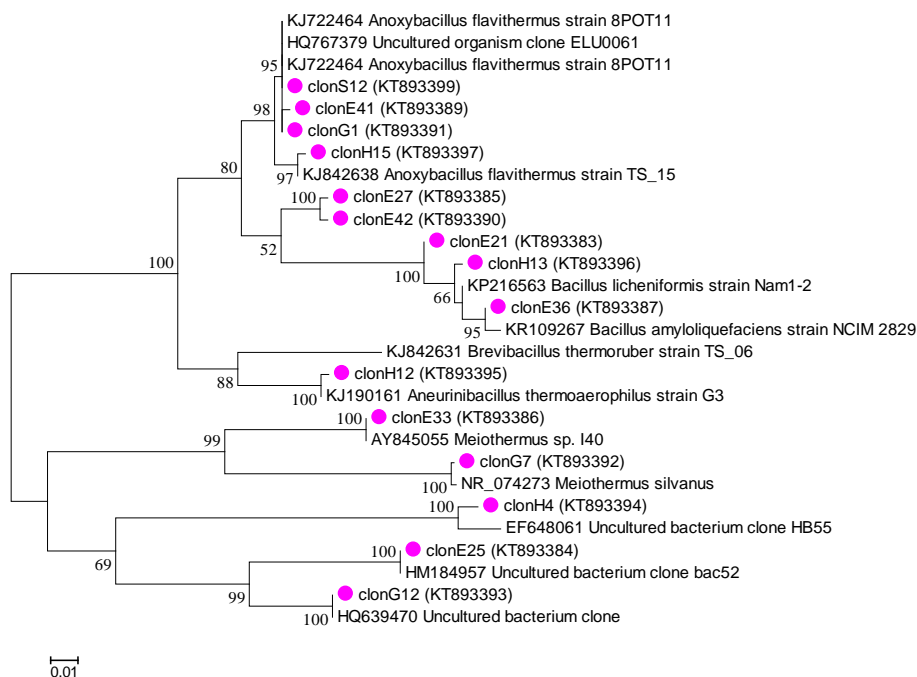 KJ722464 Anoxybacillus flavithermus strain 8POT11
HQ767379 Uncultured organism clone ELU0061
KJ722464 Anoxybacillus flavithermus strain 8POT11
95
clonS12 (KT893399)
clonE41 (KT893389)
98
clonG1 (KT893391)
clonH15 (KT893397)
80
97
KJ842638 Anoxybacillus flavithermus strain TS_15
100
clonE27 (KT893385)
clonE42 (KT893390)
52
clonE21 (KT893383)
100
clonH13 (KT893396)
100
KP216563 Bacillus licheniformis strain Nam1-2
66
clonE36 (KT893387)
95
KR109267 Bacillus amyloliquefaciens strain NCIM 2829
KJ842631 Brevibacillus thermoruber strain TS_06
88
clonH12 (KT893395)
100
KJ190161 Aneurinibacillus thermoaerophilus strain G3
100
clonE33 (KT893386)
99
AY845055 Meiothermus sp. I40
clonG7 (KT893392)
100
NR_074273 Meiothermus silvanus
100
clonH4 (KT893394)
EF648061 Uncultured bacterium clone HB55
69
100
clonE25 (KT893384)
HM184957 Uncultured bacterium clone bac52
99
clonG12 (KT893393)
100
HQ639470 Uncultured bacterium clone
0.01